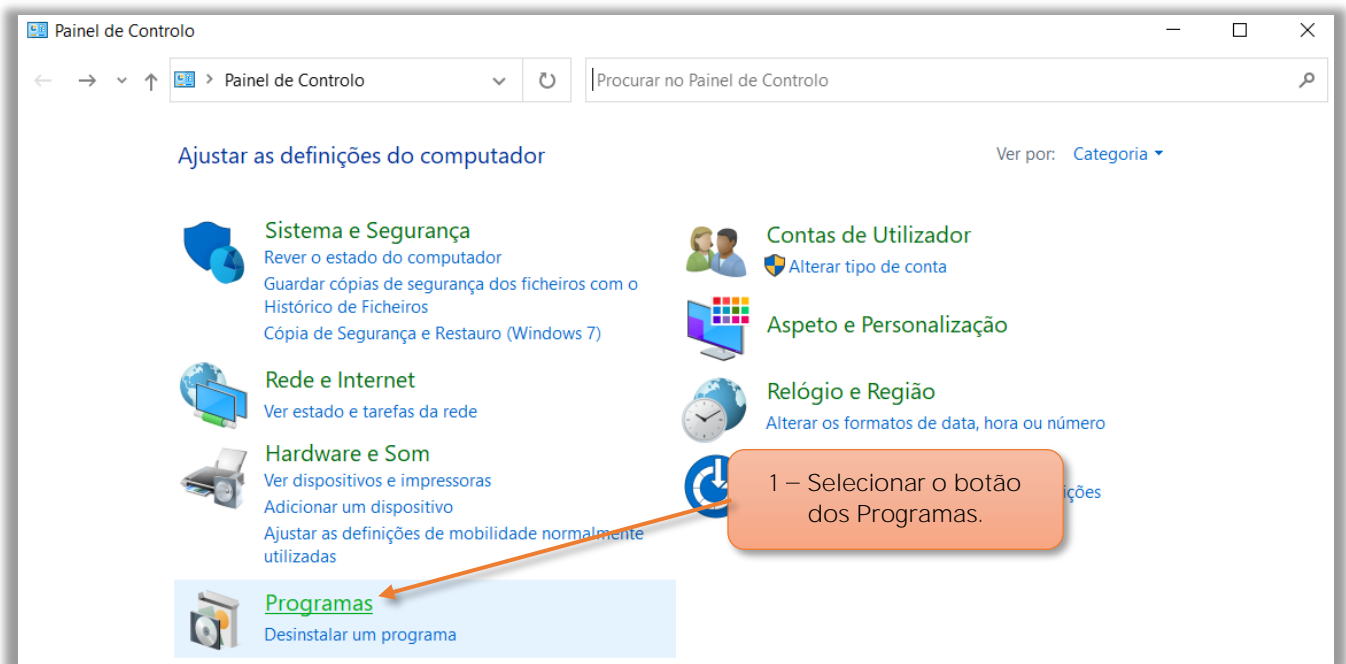 Painel de Controlo
Painel de Controlo
Procurar no Painel de Controlo
Ajustar as definições do computador
Ver por: Categoria
Sistema e Segurança
Rever o estado do computador
Guardar cópias de segurança dos ficheiros com o
Histórico de Ficheiros
Cópia de Segurança e Restauro (Windows 7)
Rede e Internet
Ver estado e tarefas da rede
Hardware e Som
Ver dispositivos e impressoras
Adicionar um dispositivo
Ajustar as definições de mobilidade normalmente
utilizadas
Programas
Desinstalar um programa
Contas de Utilizador
Alterar tipo de conta
Aspeto e Personalização
Relógio e Região
Alterar os formatos de data, hora ou número
1 – Selecionar o botão
dos Programas.